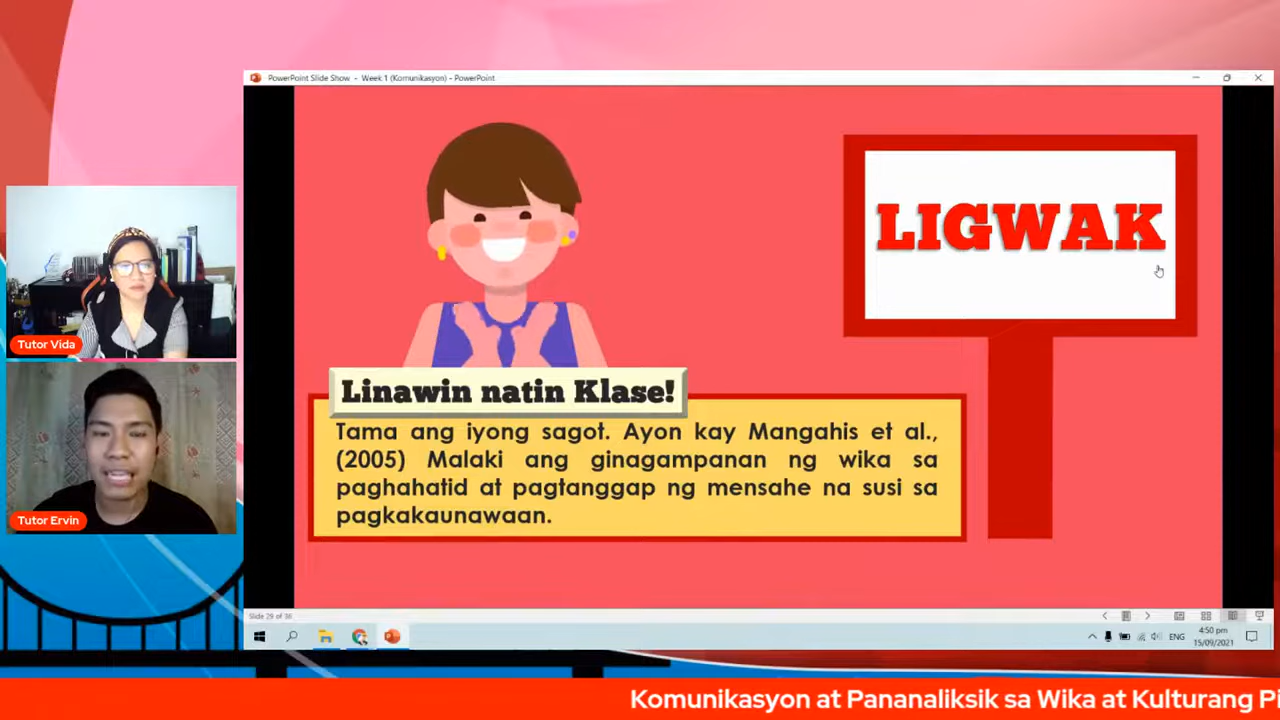 PowerPoint Slide Show - Week 1 (Komunikasyon) - PowerPoint
LIGWAK
Linawin natin Klase!
Tama ang iyong sagot. Ayon kay Mangahis et al.,
(2005) Malaki ang ginagampanan ng wika sa
paghahatid at pagtanggap ng mensahe na susi sa
pagkakaunawaan.
Tutor Vida
Tutor Ervin
Slide 29 of 36
ENG
4:50 pm
15/09/2021
Komunikasyon at Pananaliksik sa Wika at Kulturang Pi